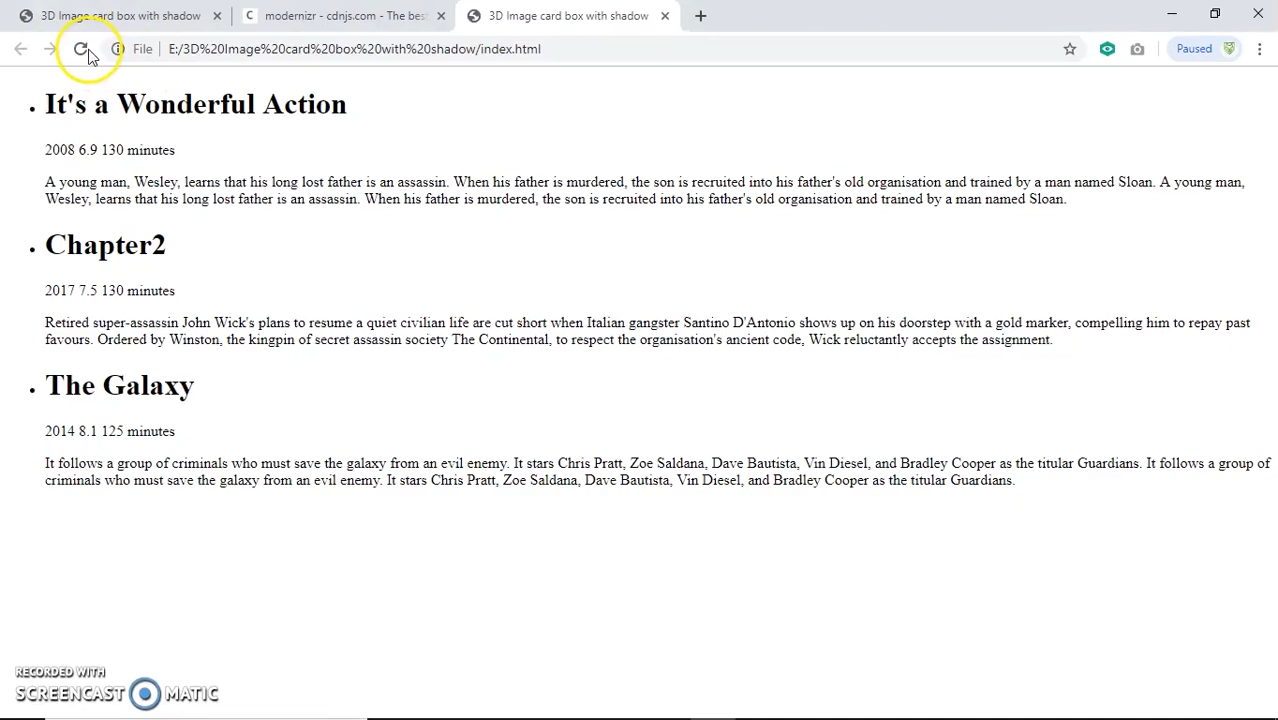 3D Image card box with shadow
modernizr - cdnjs.com - The best
3D Image card box with shadow
File
E:/3D%20Image%20card%20box%20with%20shadow/index.html
Paused
• It's a Wonderful Action
2008 6.9 130 minutes
A young man, Wesley, learns that his long lost father is an assassin. When his father is murdered, the son is recruited into his father's old organisation and trained by a man named Sloan. A young man,
Wesley, learns that his long lost father is an assassin. When his father is murdered, the son is recruited into his father's old organisation and trained by a man named Sloan.
• Chapter2
2017 7.5 130 minutes
Retired super-assassin John Wick's plans to resume a quiet civilian life are cut short when Italian gangster Santino D'Antonio shows up on his doorstep with a gold marker, compelling him to repay past
favours. Ordered by Winston, the kingpin of secret assassin society The Continental, to respect the organisation's ancient code, Wick reluctantly accepts the assignment.
• The Galaxy
2014 8.1 125 minutes
It follows a group of criminals who must save the galaxy from an evil enemy. It stars Chris Pratt, Zoe Saldana, Dave Bautista, Vin Diesel, and Bradley Cooper as the titular Guardians. It follows a group of
criminals who must save the galaxy from an evil enemy. It stars Chris Pratt, Zoe Saldana, Dave Bautista, Vin Diesel, and Bradley Cooper as the titular Guardians.
RECORDED WITH
SCREENCAST MATIC